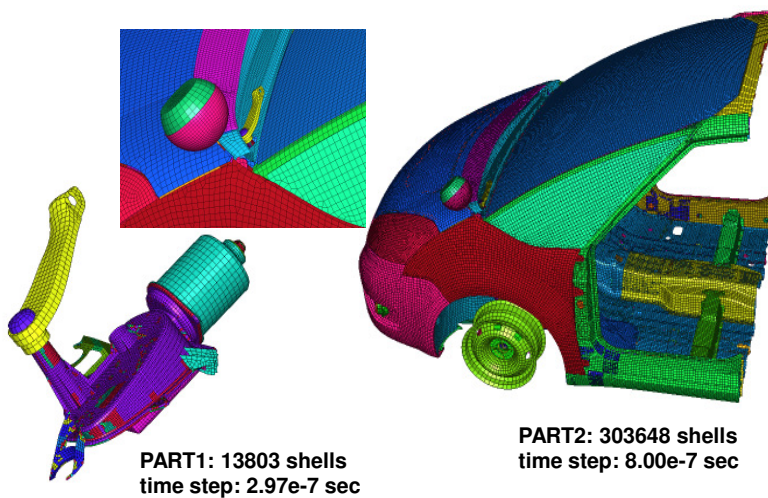 PART1: 13803 shells
time step: 2.97e-7 sec
PART2: 303648 shells
time step: 8.00e-7 sec